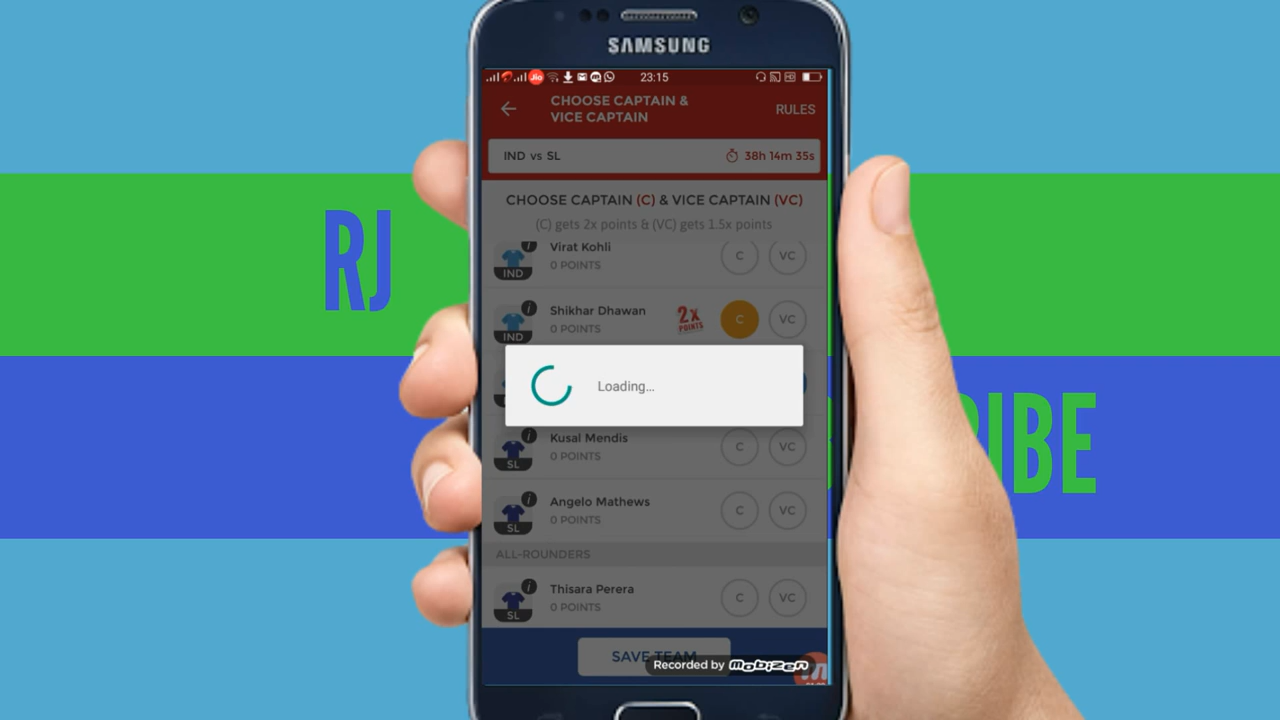 SAMSUNG
Jio
23:15
HD
CHOOSE CAPTAIN &
VICE CAPTAIN
RULES
IND vs SL
38h 14m 35s
CHOOSE CAPTAIN (C) & VICE CAPTAIN (VC)
(C) gets 2x points & (VC) gets 1.5x points
Virat Kohli
0 POINTS
IND
i
C
VC
Shikhar Dhawan
0 POINTS
IND
i
2x
POINTS
C
VC
RJ
Loading...
Kusal Mendis
0 POINTS
SL
i
C
VC
IBE
Angelo Mathews
0 POINTS
SL
i
C
VC
ALL-ROUNDERS
Thisara Perera
0 POINTS
SL
i
C
VC
SAVE TEAM
Recorded by Mobizen